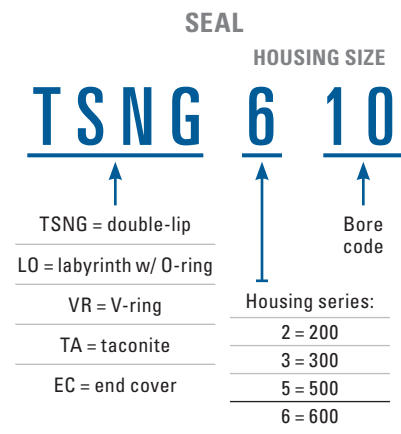 SEAL
HOUSING SIZE
TSNG 6 10
TSNG = double-lip
LO = labyrinth w/ O-ring
VR = V-ring
TA = taconite
EC = end cover
Bore
code
Housing series:
2 = 200
3 = 300
5 = 500
6 = 600